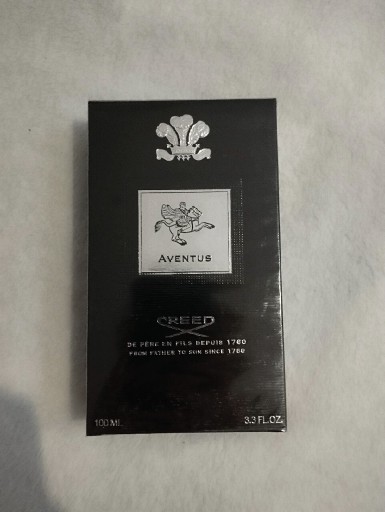 AVENTUS
CREED
DE PÈRE EN FILS DEPUIS 1760
FROM FATHER TO SON SINCE 1760
100 ML
3.3 FL.OZ.